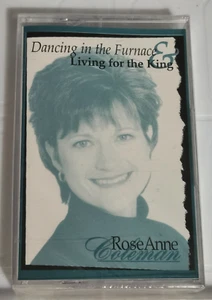 Dancing in the Furnace &
Living for the King
RoseAnne
Coleman